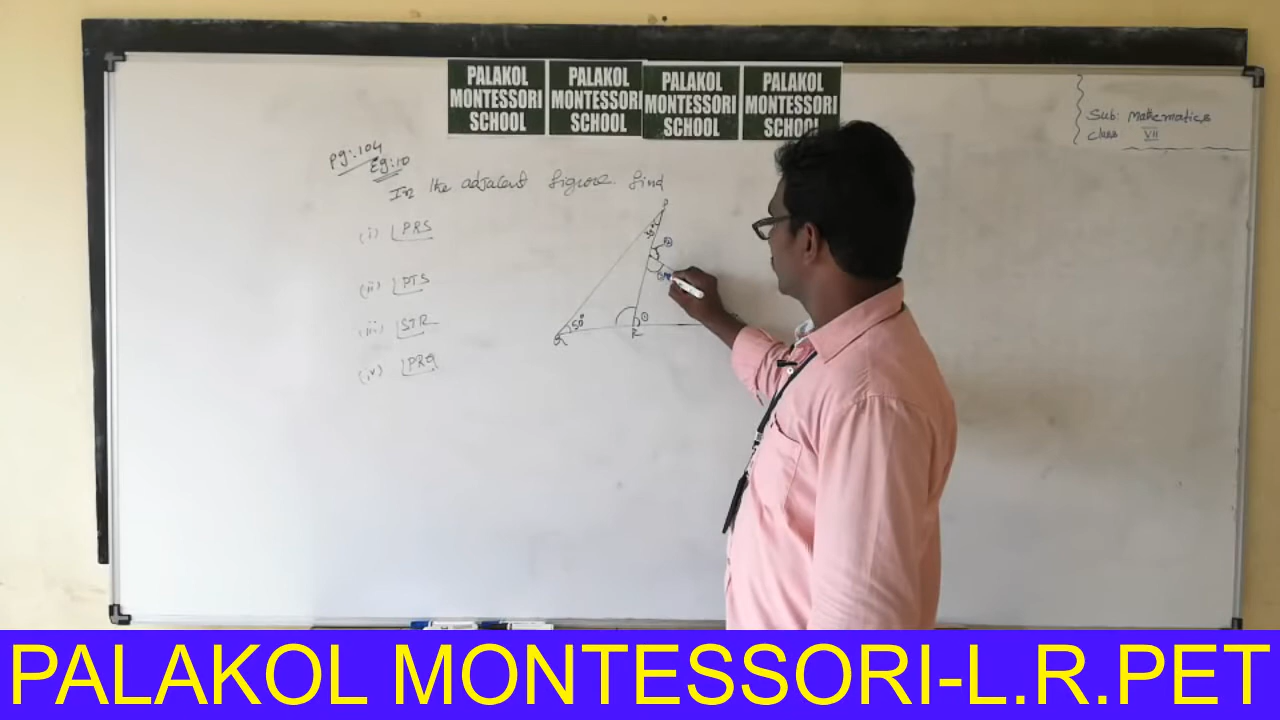 PALAKOL MONTESSORI SCHOOL
PALAKOL MONTESSORI SCHOOL
PALAKOL MONTESSORI SCHOOL
PALAKOL MONTESSORI SCHOOL
Sub: Mathematics
Class VII
pg:104
Eg:10
In the adjacent figure find
(i) ∠PRS
(ii) ∠PTS
(iii) ∠STR
(iv) ∠PRQ
P
50°
R
PALAKOL MONTESSORI-L.R.PET